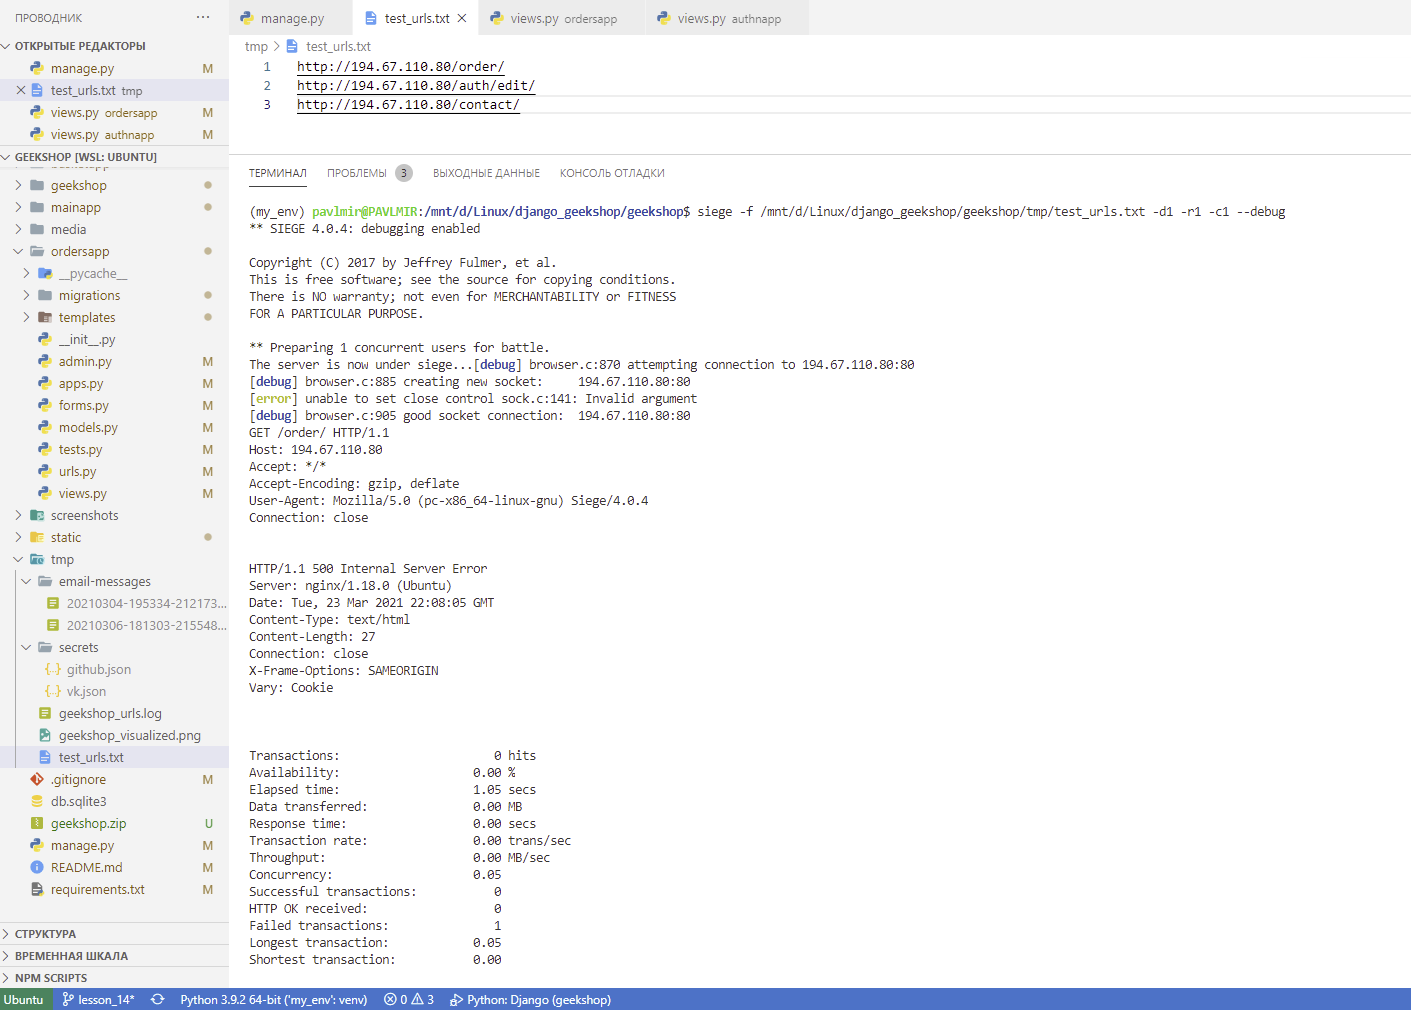 ПРОВОДНИК ...
ОТКРЫТЫЕ РЕДАКТОРЫ
manage.py M
test_urls.txt tmp
views.py ordersapp M
views.py authnapp M
GEEKSHOP [WSL: UBUNTU]
geekshop
mainapp
media
ordersapp
__pycache__
migrations
templates
__init__.py
admin.py M
apps.py M
forms.py M
models.py M
tests.py M
urls.py M
views.py M
screenshots
static
tmp
email-messages
20210304-195334-212173...
20210306-181303-215548...
secrets
github.json
vk.json
geekshop_urls.log
geekshop_visualized.png
test_urls.txt
.gitignore M
db.sqlite3
geekshop.zip U
manage.py M
README.md M
requirements.txt M
СТРУКТУРА
ВРЕМЕННАЯ ШКАЛА
NPM SCRIPTS
manage.py test_urls.txt views.py ordersapp views.py authnapp
tmp > test_urls.txt
1 http://194.67.110.80/order/
2 http://194.67.110.80/auth/edit/
3 http://194.67.110.80/contact/
ТЕРМИНАЛ ПРОБЛЕМЫ 3 ВЫХОДНЫЕ ДАННЫЕ КОНСОЛЬ ОТЛАДКИ
(my_env) pavlmir@PAVLMIR:/mnt/d/Linux/django_geekshop/geekshop$ siege -f /mnt/d/Linux/django_geekshop/geekshop/tmp/test_urls.txt -d1 -r1 -c1 --debug
** SIEGE 4.0.4: debugging enabled
Copyright (C) 2017 by Jeffrey Fulmer, et al.
This is free software; see the source for copying conditions.
There is NO warranty; not even for MERCHANTABILITY or FITNESS
FOR A PARTICULAR PURPOSE.
** Preparing 1 concurrent users for battle.
The server is now under siege...[debug] browser.c:870 attempting connection to 194.67.110.80:80
[debug] browser.c:885 creating new socket:     194.67.110.80:80
[error] unable to set close control sock.c:141: Invalid argument
[debug] browser.c:905 good socket connection:  194.67.110.80:80
GET /order/ HTTP/1.1
Host: 194.67.110.80
Accept: */*
Accept-Encoding: gzip, deflate
User-Agent: Mozilla/5.0 (pc-x86_64-linux-gnu) Siege/4.0.4
Connection: close
HTTP/1.1 500 Internal Server Error
Server: nginx/1.18.0 (Ubuntu)
Date: Tue, 23 Mar 2021 22:08:05 GMT
Content-Type: text/html
Content-Length: 27
Connection: close
X-Frame-Options: SAMEORIGIN
Vary: Cookie
Transactions: 0 hits
Availability: 0.00 %
Elapsed time: 1.05 secs
Data transferred: 0.00 MB
Response time: 0.00 secs
Transaction rate: 0.00 trans/sec
Throughput: 0.00 MB/sec
Concurrency: 0.05
Successful transactions: 0
HTTP OK received: 0
Failed transactions: 1
Longest transaction: 0.05
Shortest transaction: 0.00
Ubuntu lesson_14* Python 3.9.2 64-bit ('my_env': venv) 0 3 Python: Django (geekshop)